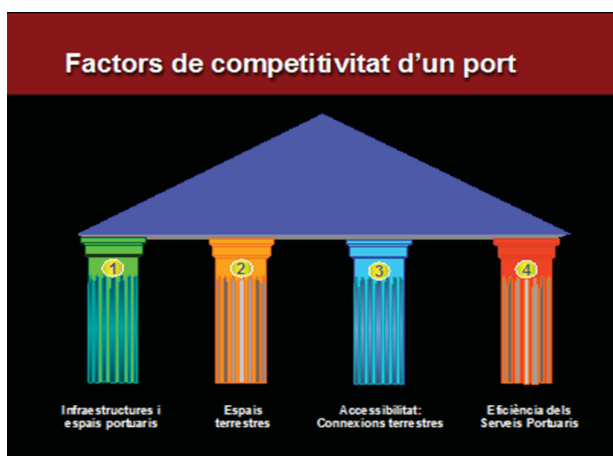 Factors de competitivitat d'un port
1
2
3
4
Infraestructures i
espais portuaris
Espais
terrestres
Accessibilitat:
Connexions terrestres
Eficiència dels
Serveis Portuaris